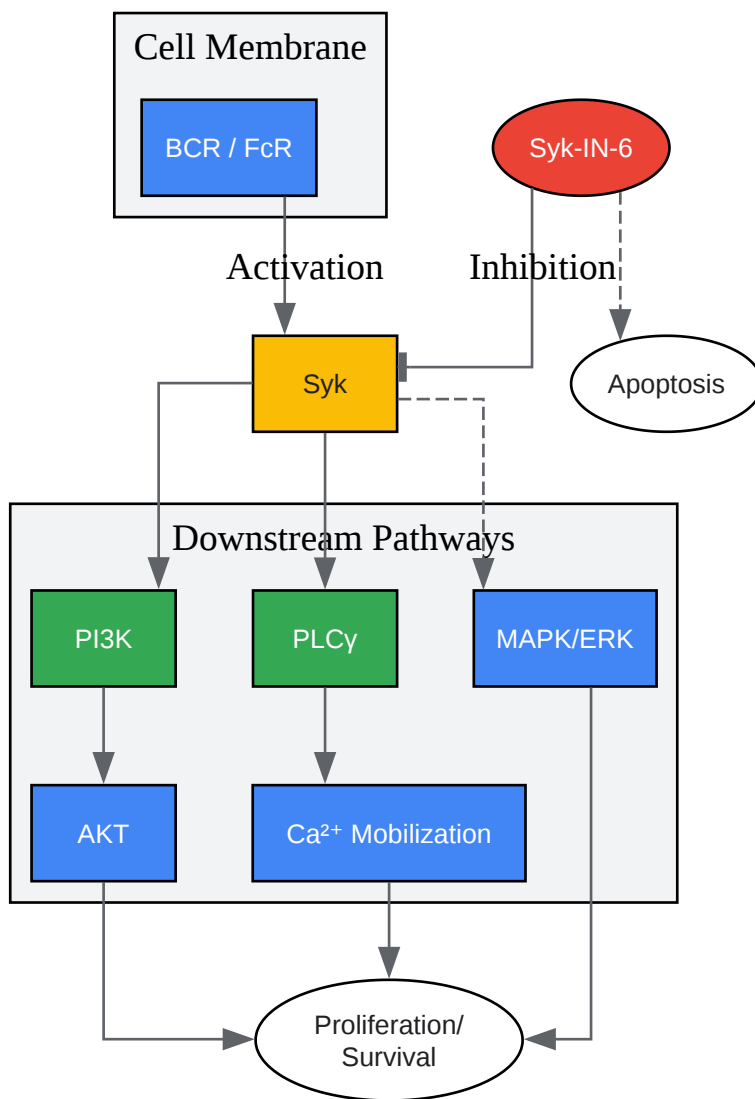 Cell Membrane
BCR / FcR
Syk-IN-6
Activation
Inhibition
Syk
Apoptosis
Downstream Pathways
PI3K
PLCγ
MAPK/ERK
AKT
Ca²⁺ Mobilization
Proliferation/
Survival